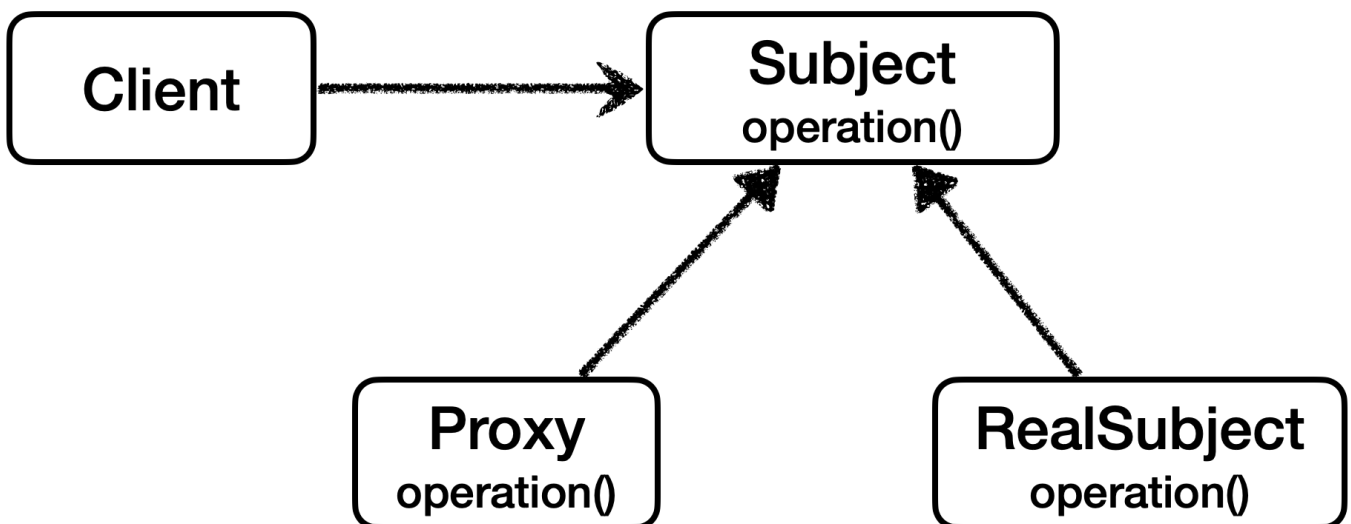 Client
Subject
operation()
Proxy
operation()
RealSubject
operation()